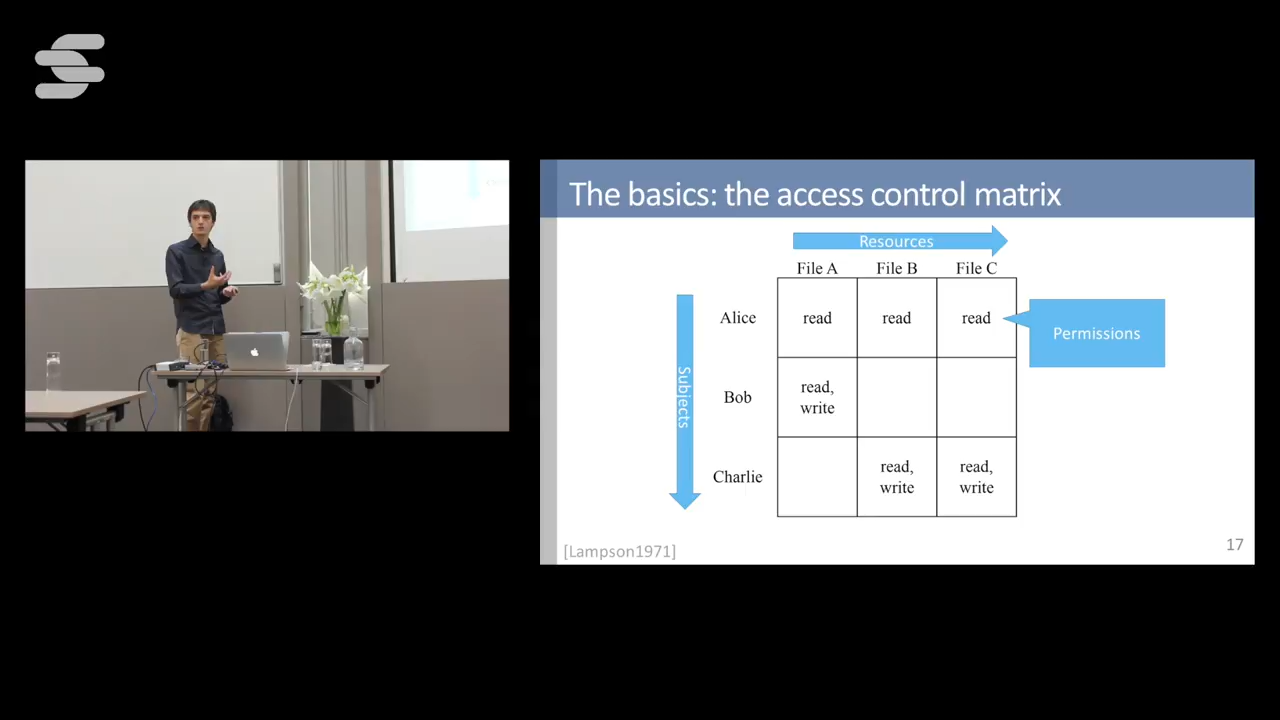 The basics: the access control matrix
Resources
File A File B File C
Subjects
Alice read read read
Permissions
Bob read,
write
Charlie read, read,
write write
[Lampson1971]
17